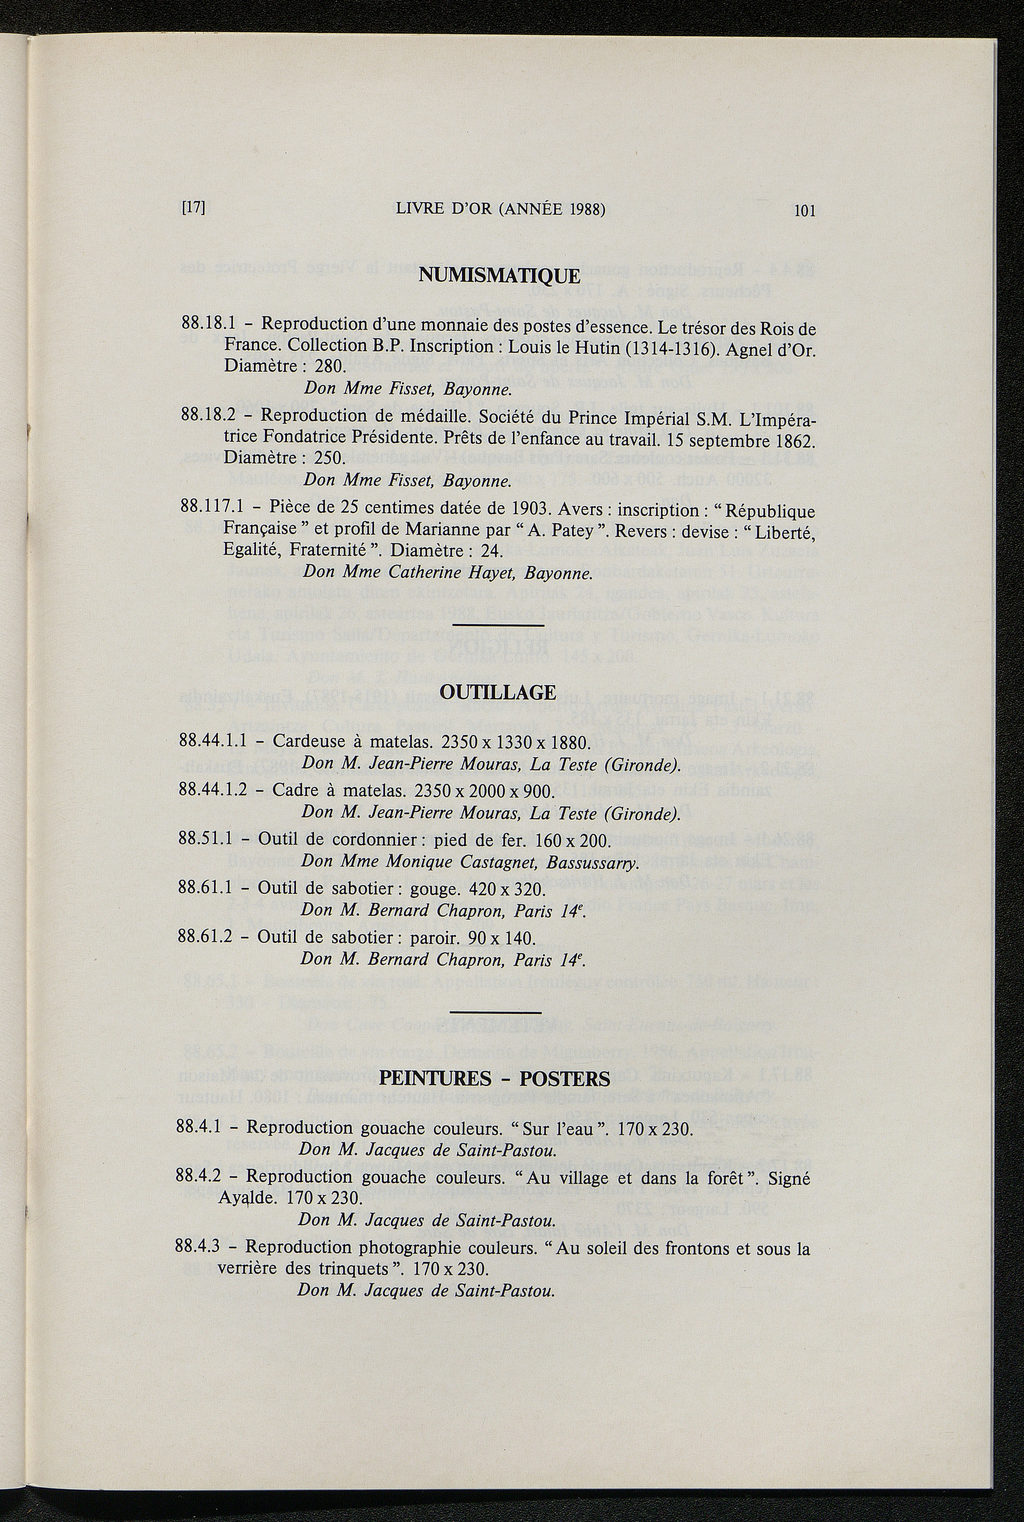 [17] LIVRE D'OR (ANNÉE 1988) 101
NUMISMATIQUE
88.18.1 – Reproduction d'une monnaie des postes d'essence. Le trésor des Rois de
France. Collection B.P. Inscription : Louis le Hutin (1314-1316). Agnel d'Or.
Diamètre : 280.
Don Mme Fisset, Bayonne.
88.18.2 – Reproduction de médaille. Société du Prince Impérial S.M. L'Impéra-
trice Fondatrice Présidente. Prêts de l'enfance au travail. 15 septembre 1862.
Diamètre : 250.
Don Mme Fisset, Bayonne.
88.117.1 – Pièce de 25 centimes datée de 1903. Avers : inscription : “ République
Française ” et profil de Marianne par “ A. Patey ”. Revers : devise : “ Liberté,
Egalité, Fraternité ”. Diamètre : 24.
Don Mme Catherine Hayet, Bayonne.
OUTILLAGE
88.44.1.1 – Cardeuse à matelas. 2350 x 1330 x 1880.
Don M. Jean-Pierre Mouras, La Teste (Gironde).
88.44.1.2 – Cadre à matelas. 2350 x 2000 x 900.
Don M. Jean-Pierre Mouras, La Teste (Gironde).
88.51.1 – Outil de cordonnier : pied de fer. 160 x 200.
Don Mme Monique Castagnet, Bassussarry.
88.61.1 – Outil de sabotier : gouge. 420 x 320.
Don M. Bernard Chapron, Paris 14e.
88.61.2 – Outil de sabotier : paroir. 90 x 140.
Don M. Bernard Chapron, Paris 14e.
PEINTURES – POSTERS
88.4.1 – Reproduction gouache couleurs. “ Sur l'eau ”. 170 x 230.
Don M. Jacques de Saint-Pastou.
88.4.2 – Reproduction gouache couleurs. “ Au village et dans la forêt ”. Signé
Ayalde. 170 x 230.
Don M. Jacques de Saint-Pastou.
88.4.3 – Reproduction photographie couleurs. “ Au soleil des frontons et sous la
verrière des trinquets ”. 170 x 230.
Don M. Jacques de Saint-Pastou.